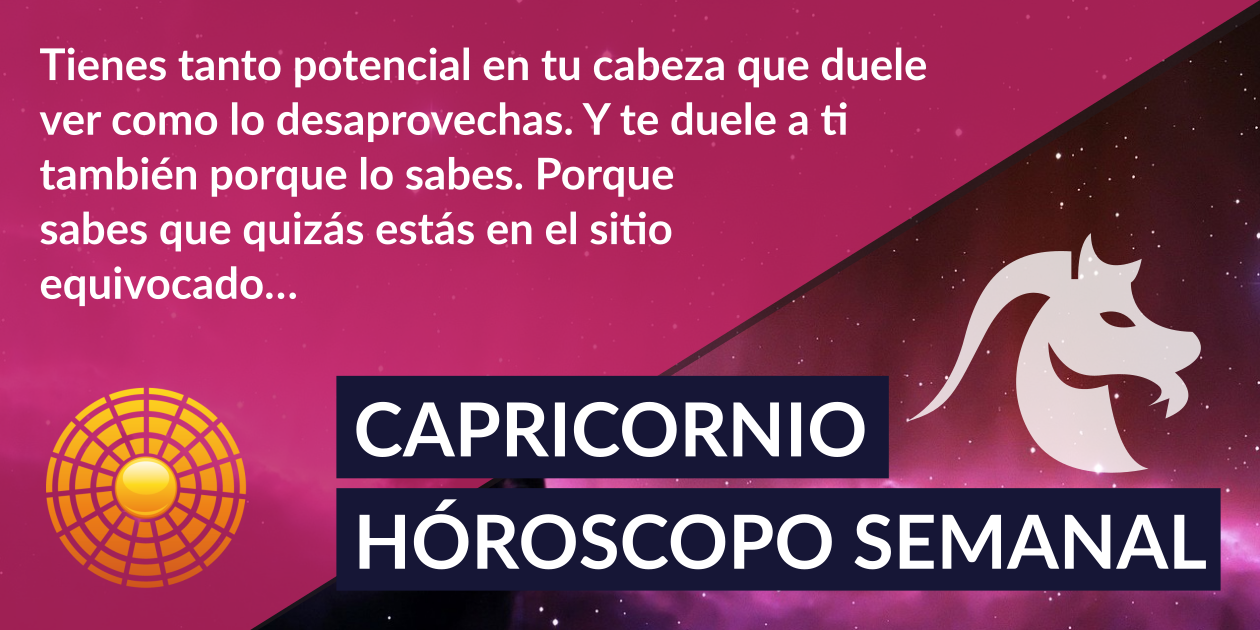 Tienes tanto potencial en tu cabeza que duele
ver como lo desaprovechas. Y te duele a ti
también porque lo sabes. Porque
sabes que quizás estás en el sitio
equivocado...
CAPRICORNIO
HÓROSCOPO SEMANAL